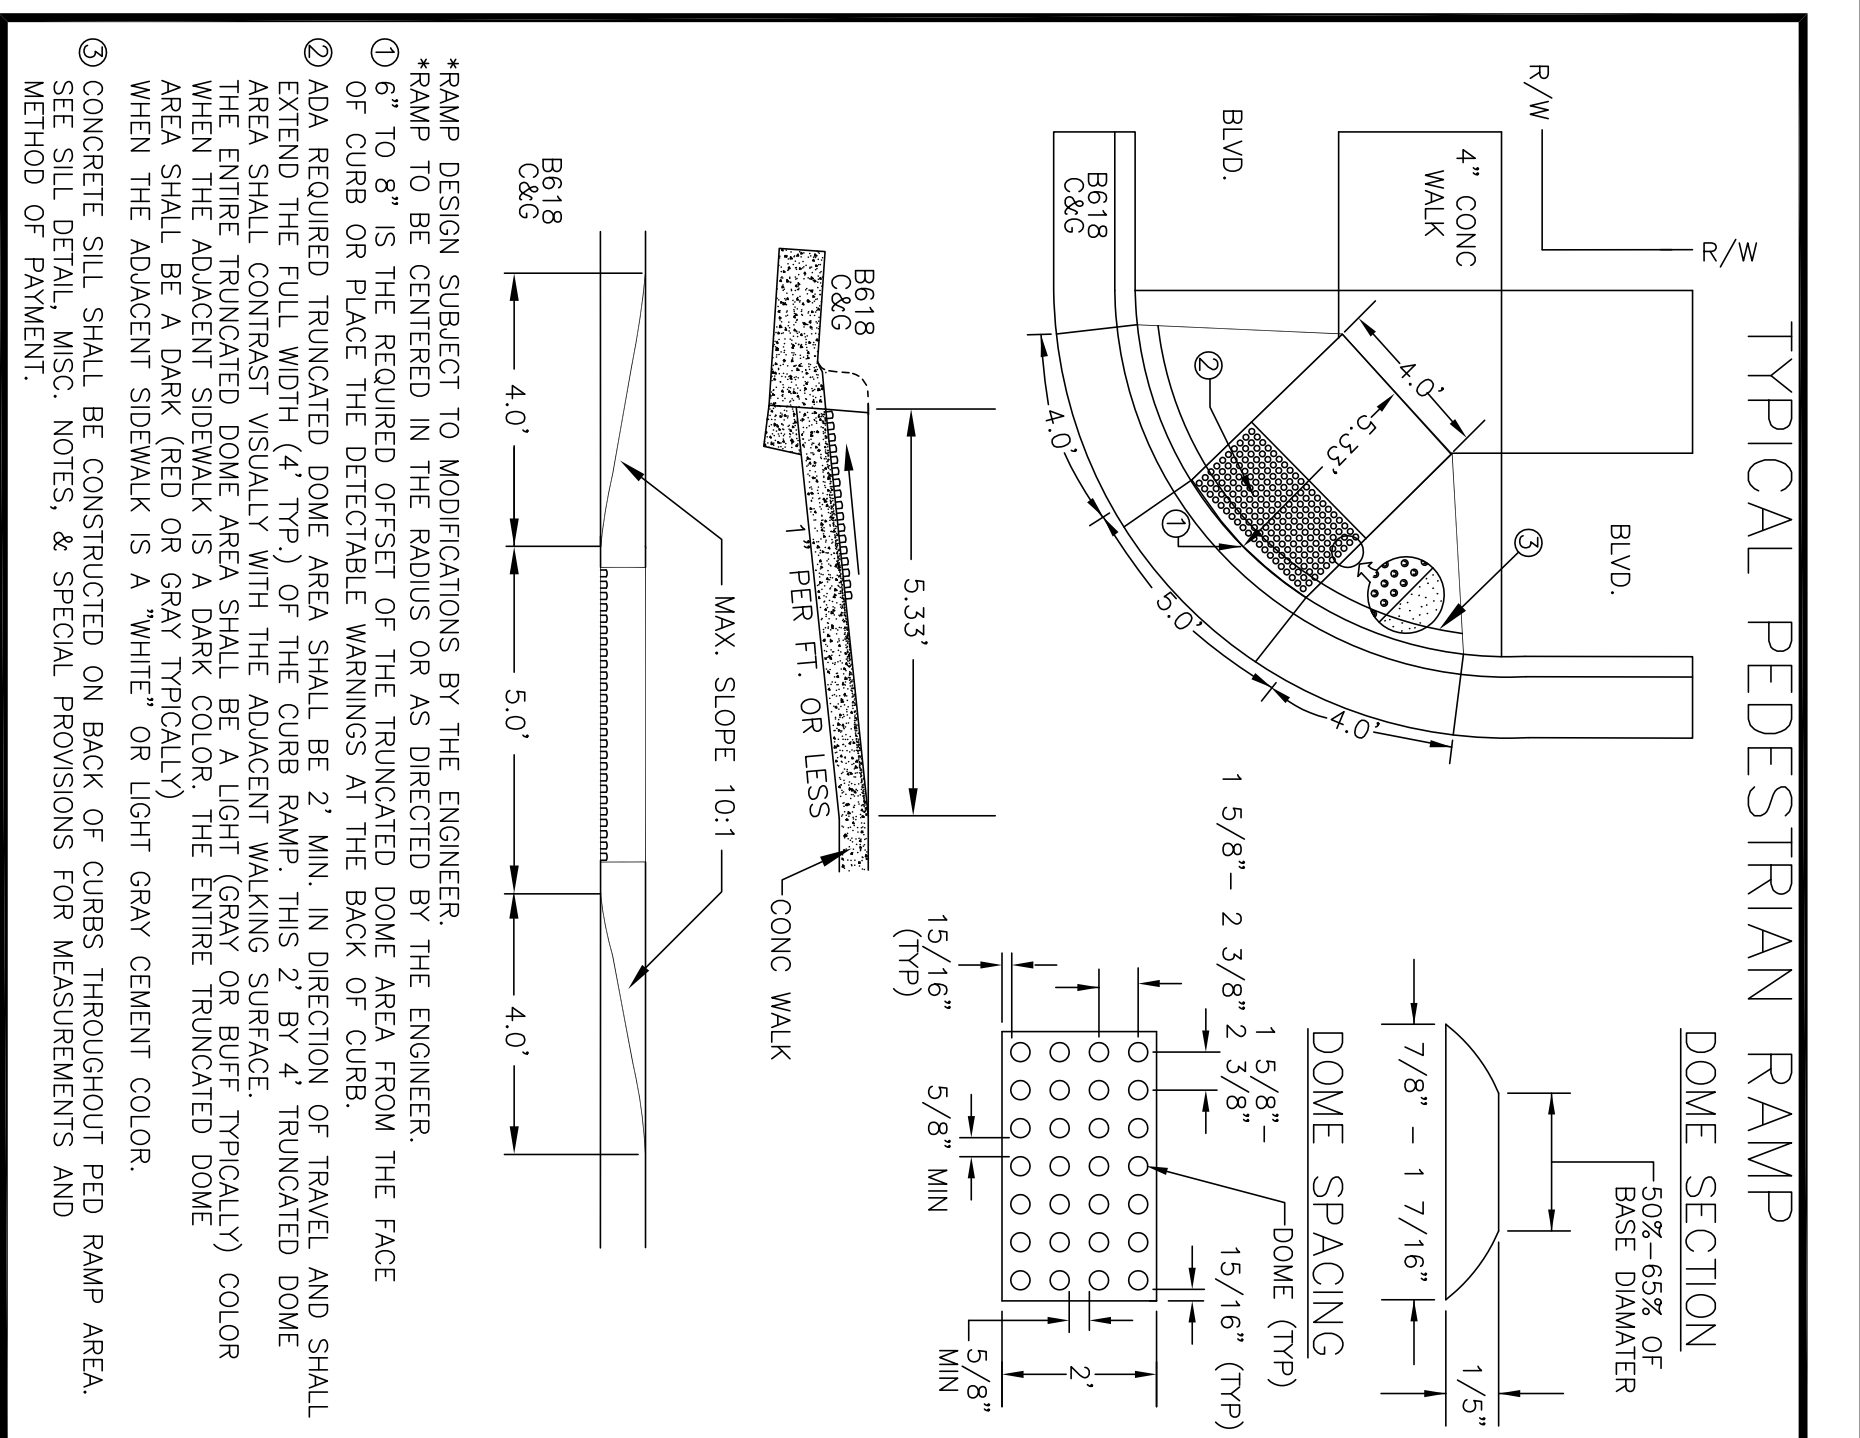 TYPICAL PEDESTRIAN RAMP
R/W
R/W
4" CONC
WALK
BLVD.
BLVD.
B618
C&G
4.0'
5.33'
4.0'
5.0'
4.0'
1
2
3
DOME SECTION
50%-65% OF
BASE DIAMATER
7/8" - 1 7/16"
1/5"
DOME SPACING
DOME (TYP)
1 5/8"- 2 3/8"
1 5/8"-
2 3/8"
15/16" (TYP)
15/16"
(TYP)
5/8" MIN
5/8"
MIN
2'
B618
C&G
5.33'
1" PER FT. OR LESS
CONC WALK
MAX. SLOPE 10:1
B618
C&G
4.0'
5.0'
4.0'
*RAMP DESIGN SUBJECT TO MODIFICATIONS BY THE ENGINEER.
*RAMP TO BE CENTERED IN THE RADIUS OR AS DIRECTED BY THE ENGINEER.
1 6" TO 8" IS THE REQUIRED OFFSET OF THE TRUNCATED DOME AREA FROM THE FACE
OF CURB OR PLACE THE DETECTABLE WARNINGS AT THE BACK OF CURB.
2 ADA REQUIRED TRUNCATED DOME AREA SHALL BE 2' MIN. IN DIRECTION OF TRAVEL AND SHALL
EXTEND THE FULL WIDTH (4' TYP.) OF THE CURB RAMP. THIS 2' BY 4' TRUNCATED DOME
AREA SHALL CONTRAST VISUALLY WITH THE ADJACENT WALKING SURFACE.
THE ENTIRE TRUNCATED DOME AREA SHALL BE A LIGHT (GRAY OR BUFF TYPICALLY) COLOR
WHEN THE ADJACENT SIDEWALK IS A DARK COLOR. THE ENTIRE TRUNCATED DOME
AREA SHALL BE A DARK (RED OR GRAY TYPICALLY)
WHEN THE ADJACENT SIDEWALK IS A "WHITE" OR LIGHT GRAY CEMENT COLOR.
3 CONCRETE SILL SHALL BE CONSTRUCTED ON BACK OF CURBS THROUGHOUT PED RAMP AREA.
SEE SILL DETAIL, MISC. NOTES, & SPECIAL PROVISIONS FOR MEASUREMENTS AND
METHOD OF PAYMENT.